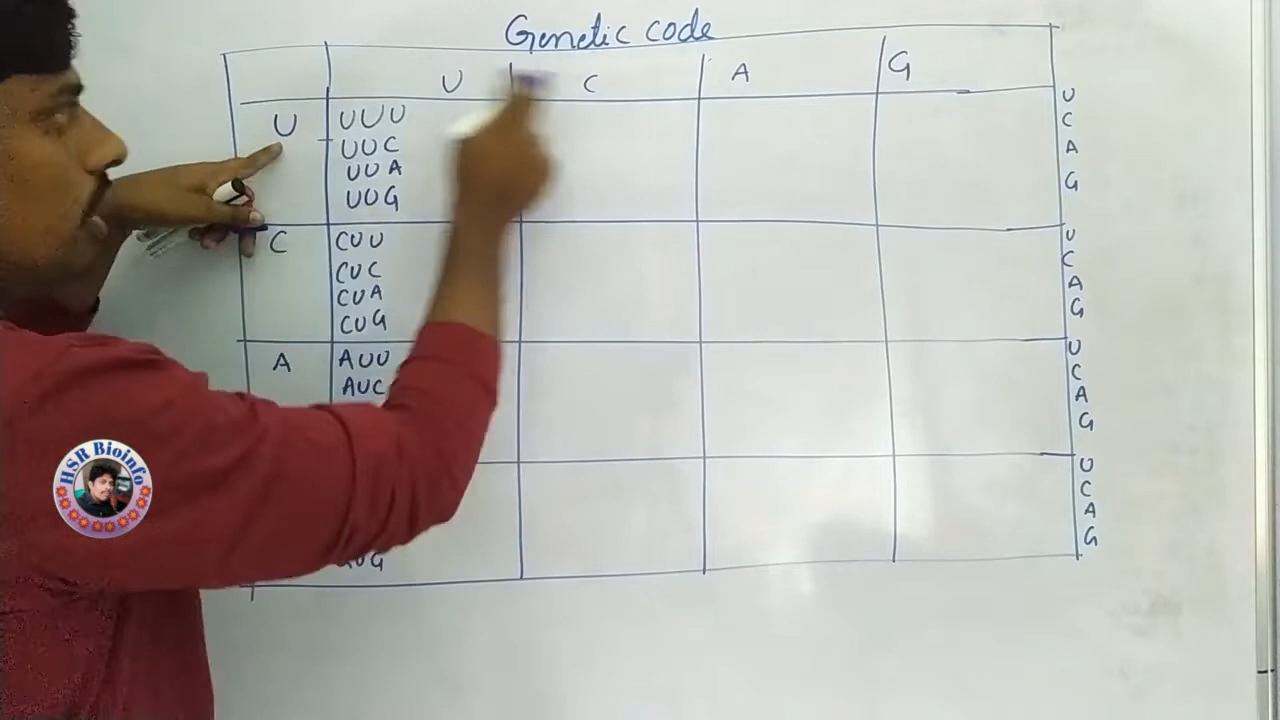 Genetic code
U C A G
U UUU U
UUC C
UUA A
UUG G
C CUU U
CUC C
CUA A
CUG G
A AUU U
AUC C
A
G
U
C
A
G
HSR Bioinfo